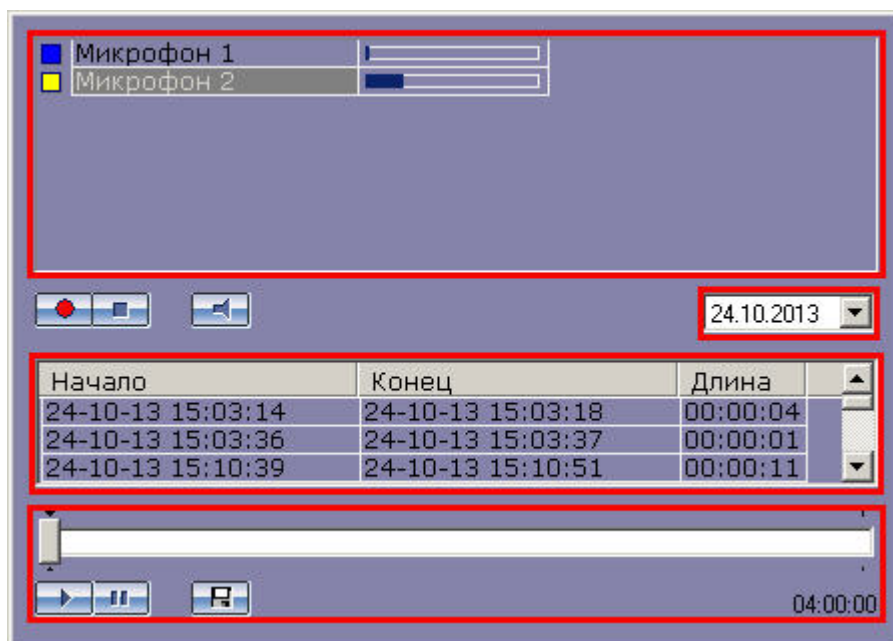 Микрофон 1
Микрофон 2
24.10.2013
Начало Конец Длина
24-10-13 15:03:14 24-10-13 15:03:18 00:00:04
24-10-13 15:03:36 24-10-13 15:03:37 00:00:01
24-10-13 15:10:39 24-10-13 15:10:51 00:00:11
04:00:00